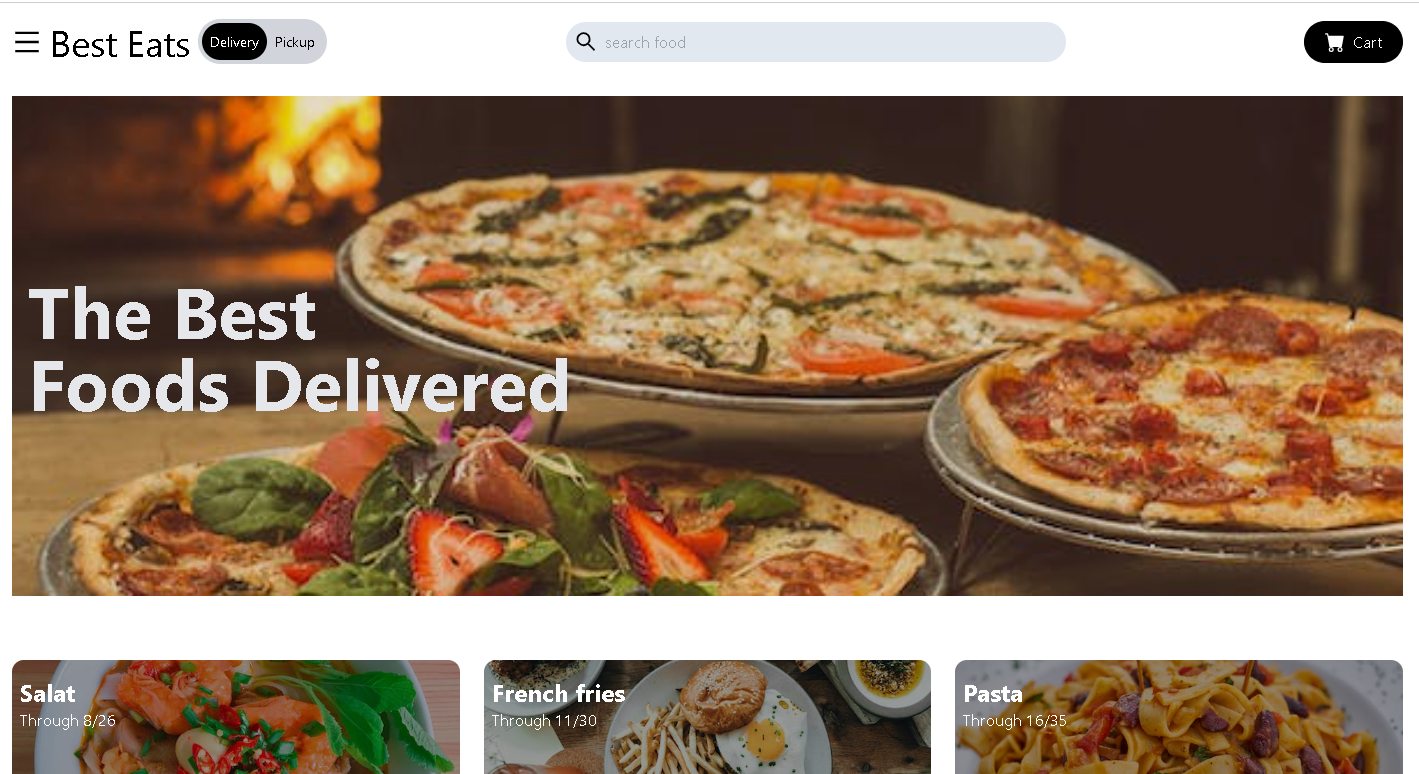 Best Eats
Delivery
Pickup
search food
Cart
The Best
Foods Delivered
Salat
Through 8/26
French fries
Through 11/30
Pasta
Through 16/35